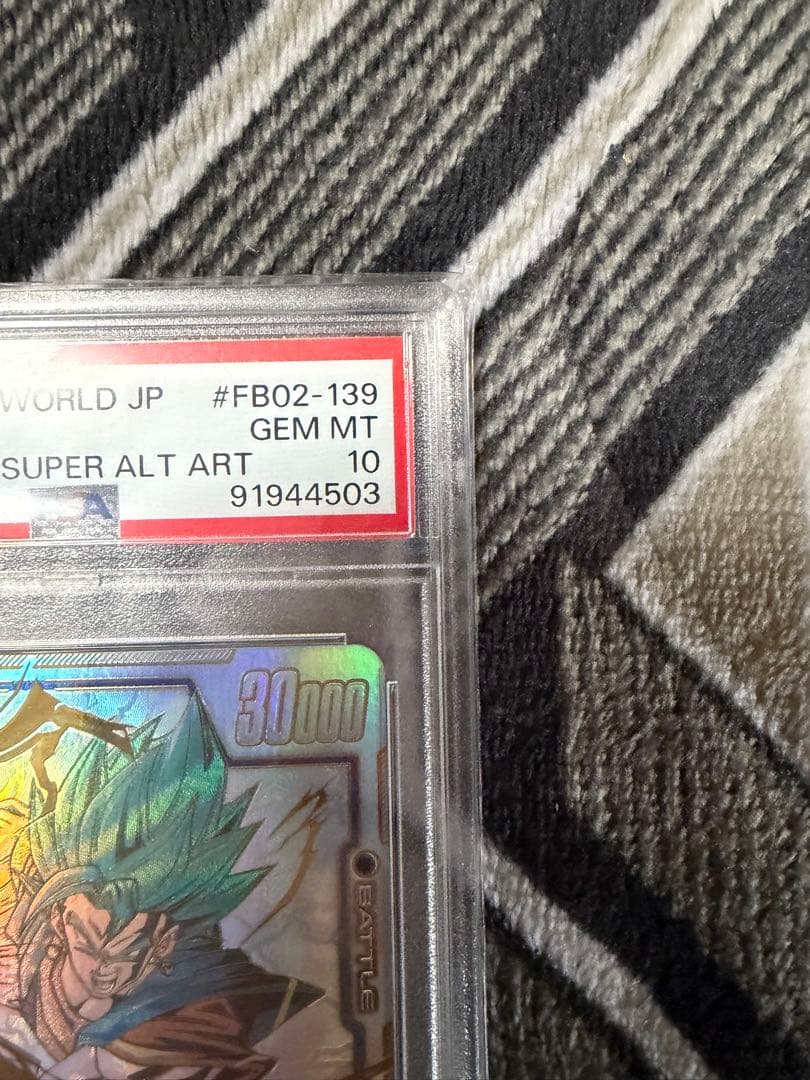 WORLD JP #FB02-139
GEM MT
SUPER ALT ART 10
91944503
30000
BATTLE